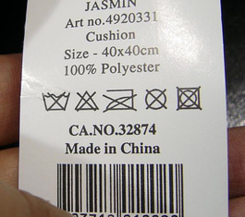 JASMIN
Art no.4920331
Cushion
Size - 40x40cm
100% Polyester
CA.NO.32874
Made in China